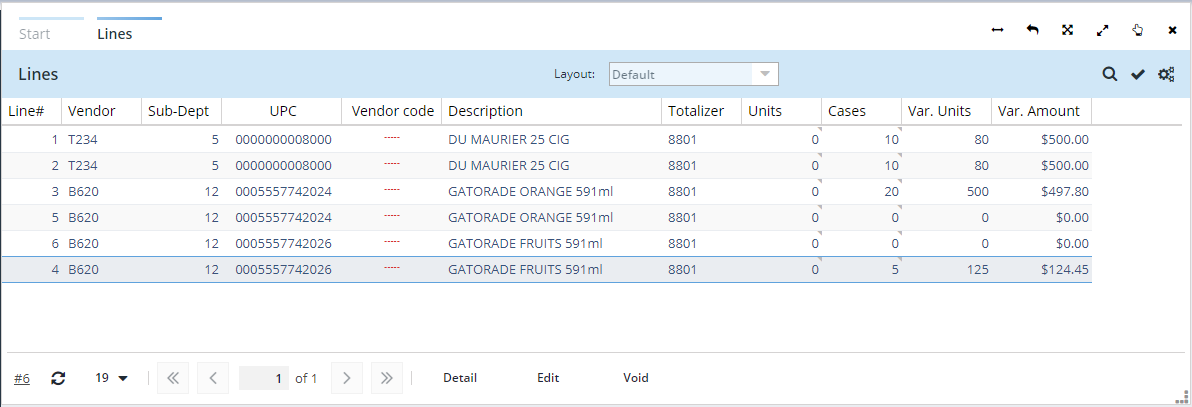 Start Lines
Lines Layout: Default
Line# Vendor Sub-Dept UPC Vendor code Description Totalizer Units Cases Var. Units Var. Amount
1 T234 5 0000000008000 ----- DU MAURIER 25 CIG 8801 0 10 80 $500.00
2 T234 5 0000000008000 ----- DU MAURIER 25 CIG 8801 0 10 80 $500.00
3 B620 12 0005557742024 ----- GATORADE ORANGE 591ml 8801 0 20 500 $497.80
5 B620 12 0005557742024 ----- GATORADE ORANGE 591ml 8801 0 0 0 $0.00
6 B620 12 0005557742026 ----- GATORADE FRUITS 591ml 8801 0 0 0 $0.00
4 B620 12 0005557742026 ----- GATORADE FRUITS 591ml 8801 0 5 125 $124.45
#6 19 1 of 1 Detail Edit Void